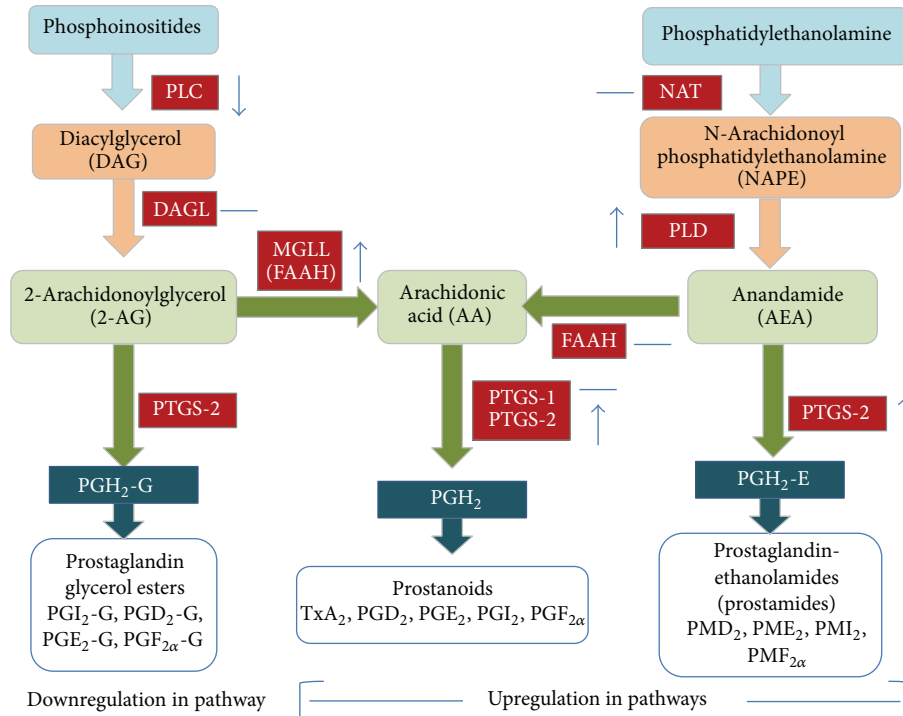 Phosphoinositides
Phosphatidylethanolamine
PLC
NAT
Diacylglycerol
(DAG)
N-Arachidonoyl
phosphatidylethanolamine
(NAPE)
DAGL
PLD
MGLL
(FAAH)
2-Arachidonoylglycerol
(2-AG)
Arachidonic
acid (AA)
Anandamide
(AEA)
FAAH
PTGS-2
PTGS-1
PTGS-2
PTGS-2
PGH₂-G
PGH₂
PGH₂-E
Prostaglandin
glycerol esters
PGI₂-G, PGD₂-G,
PGE₂-G, PGF₂α-G
Prostanoids
TxA₂, PGD₂, PGE₂, PGI₂, PGF₂α
Prostaglandin-
ethanolamides
(prostamides)
PMD₂, PME₂, PMI₂,
PMF₂α
Downregulation in pathway
Upregulation in pathways